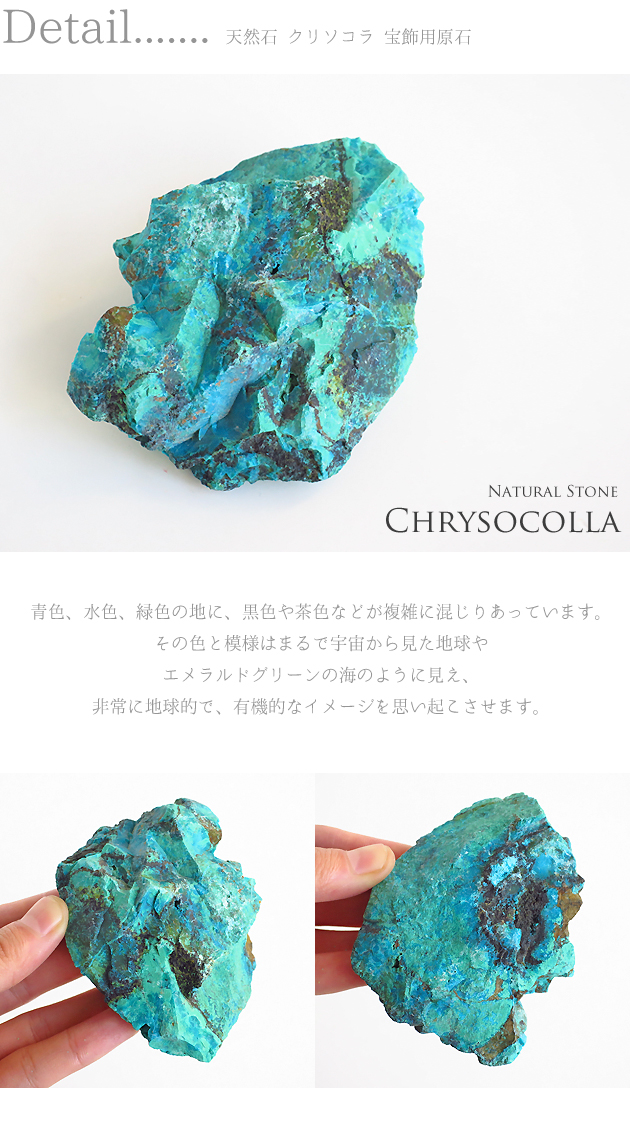 Detail....... 天然石 クリソコラ 宝飾用原石
NATURAL STONE
CHRYSOCOLLA
青色、水色、緑色の地に、黒色や茶色などが複雑に混じりあっています。
その色と模様はまるで宇宙から見た地球や
エメラルドグリーンの海のように見え、
非常に地球的で、有機的なイメージを思い起こさせます。